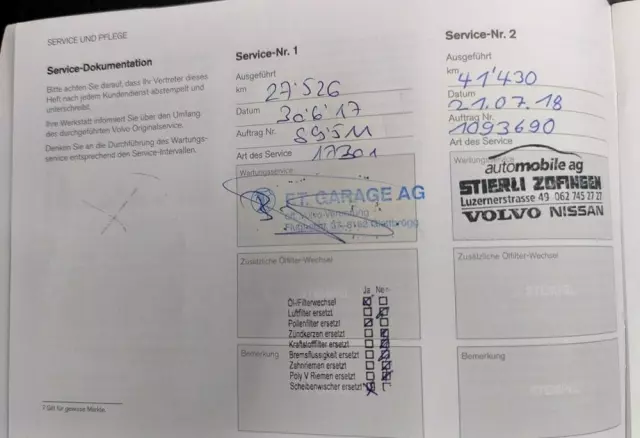 SERVICE UND PFLEGE
Service-Dokumentation
Bitte achten Sie darauf, dass Ihr Vertreter dieses
Heft nach jedem Kundendienst abstempelt und
unterschreibt.
Ihre Werkstatt informiert Sie über den Umfang
des durchgeführten Volvo Originalservice.
Denken Sie an die Durchführung des Wartungs-
service entsprechend den Service-Intervallen.
Service-Nr. 1
Ausgeführt
km 27'526
Datum 30.6.17
Auftrag Nr. 89511
Art des Service 17301
Wartungsservice
F.T. GARAGE AG
Zusätzliche Ölfilter-Wechsel
Ja Nein
Öl-/Filterwechsel
Luftfilter ersetzt
Pollenfilter ersetzt
Zündkerzen ersetzt
Kraftstofffilter ersetzt
Bremsflüssigkeit ersetzt
Zahnriemen ersetzt
Poly V Riemen ersetzt
Scheibenwischer ersetzt
Bemerkung
Service-Nr. 2
Ausgeführt
km 41'430
Datum 21.07.18
Auftrag Nr. 1093690
Art des Service
Wartungsservice
automobile ag
STIERLI ZOFINGEN
Luzernerstrasse 49 062 745 27 27
VOLVO NISSAN
Zusätzliche Ölfilter-Wechsel
Bemerkung